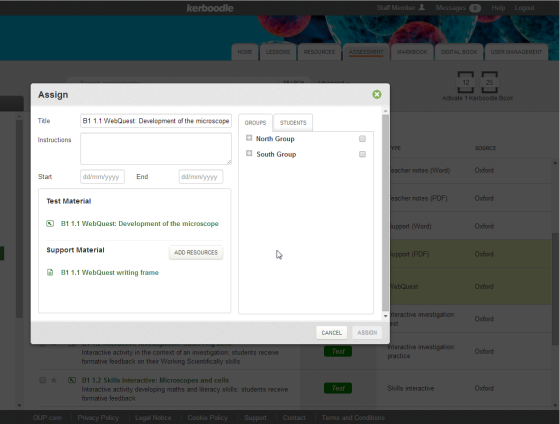 kerboodle
Staff Member
Messages 0
Help
Logout
HOME
LESSONS
RESOURCES
ASSESSMENT
MARKBOOK
DIGITAL BOOK
USER MANAGEMENT
12 25
Activate 1 Kerboodle Book
Assign
Title
B1 1.1 WebQuest: Development of the microscope
Instructions
Start dd/mm/yyyy End dd/mm/yyyy
Test Material
B1 1.1 WebQuest: Development of the microscope
Support Material
ADD RESOURCES
B1 1.1 WebQuest writing frame
GROUPS STUDENTS
North Group
South Group
CANCEL ASSIGN
TYPE SOURCE
eacher notes (Word) Oxford
eacher notes (PDF) Oxford
upport (Word) Oxford
upport (PDF) Oxford
WebQuest Oxford
nteractive investigation Oxford
est
Interactive activity in the context of an investigation: students receive
formative feedback on their Working Scientifically skills
Test
Interactive investigation
practice
Oxford
B1 1.2 Skills interactive: Microscopes and cells
Interactive activity developing maths and literacy skills: students receive
formative feedback
Test
Skills interactive
Oxford
OUP.com Privacy Policy Legal Notice Cookie Policy Support Contact Terms and Conditions